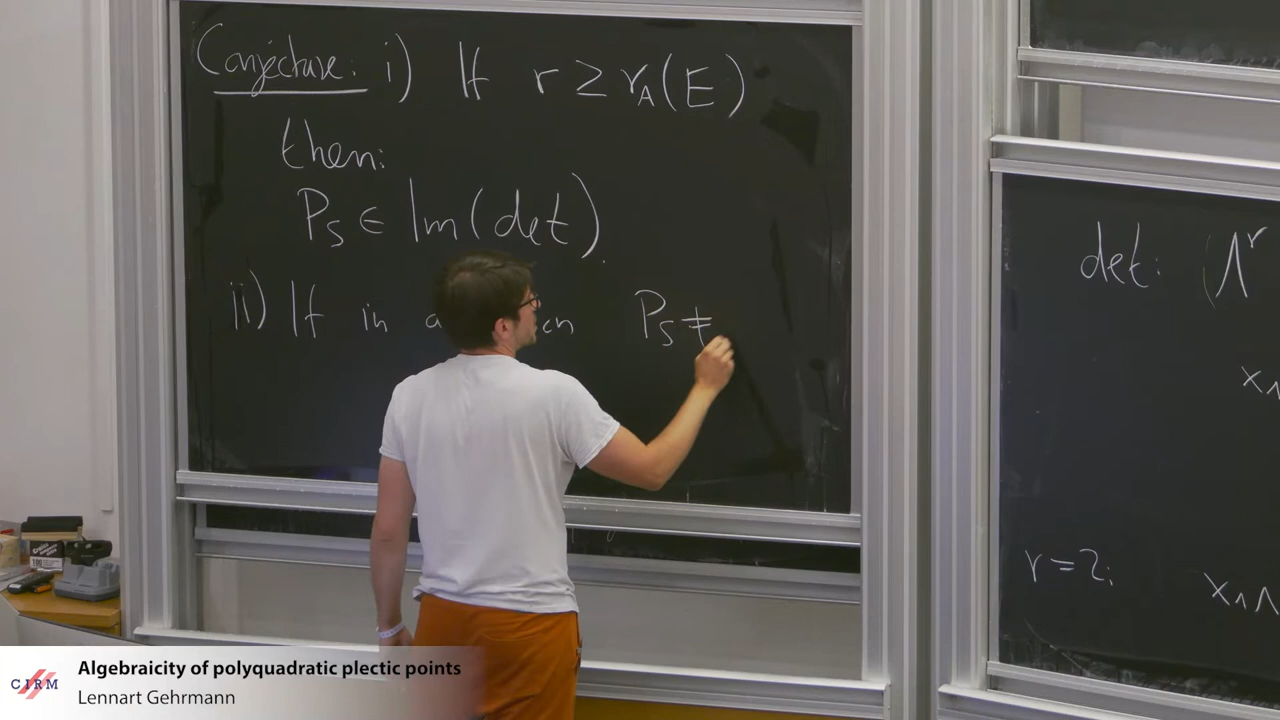 Conjecture: i) If r ≥ r_A(E)
then:
P_S ∈ Im(det).
ii) If in a P_S ≠
det: (Λ^r
x∧
r=2: x∧∧
CIRM
Algebraicity of polyquadratic plectic points
Lennart Gehrmann